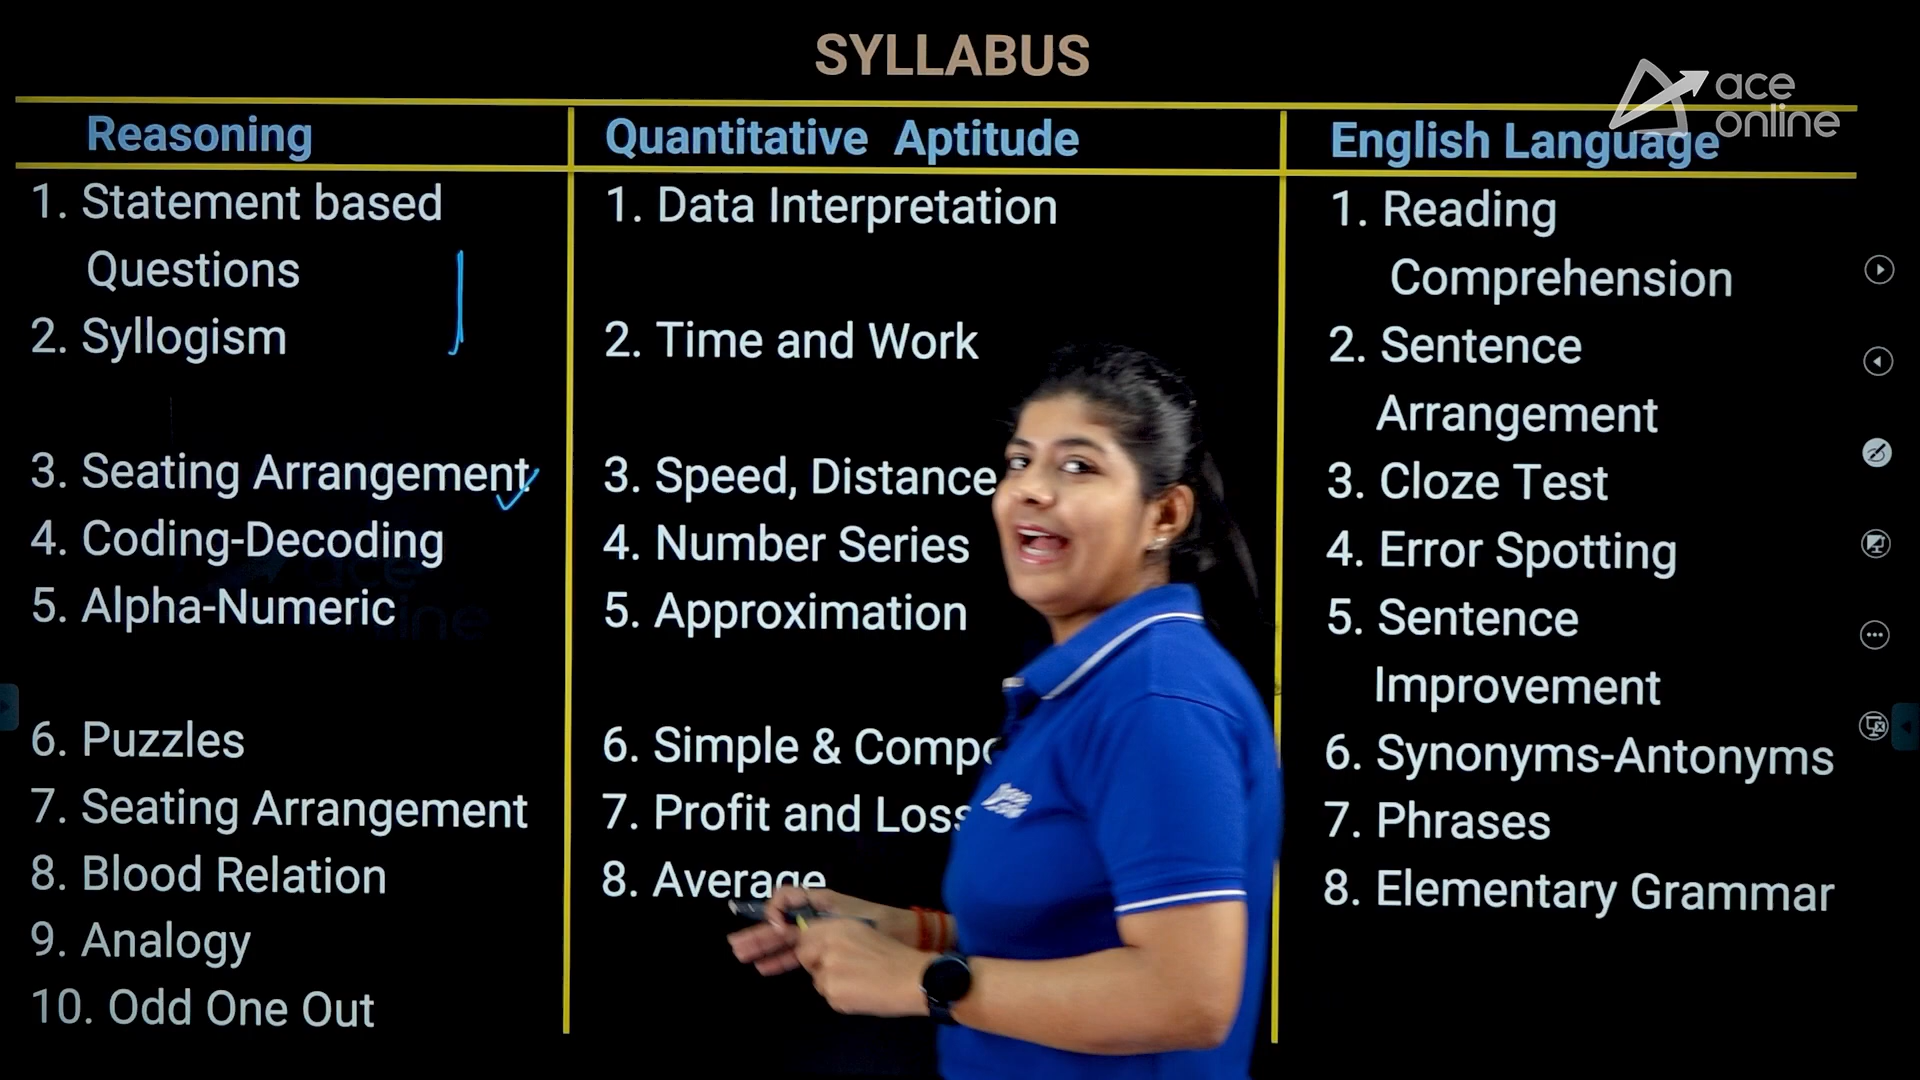 SYLLABUS
ace
online
Reasoning
1. Statement based
Questions
2. Syllogism
3. Seating Arrangement
4. Coding-Decoding
5. Alpha-Numeric
6. Puzzles
7. Seating Arrangement
8. Blood Relation
9. Analogy
10. Odd One Out
Quantitative Aptitude
1. Data Interpretation
2. Time and Work
3. Speed, Distance
4. Number Series
5. Approximation
6. Simple &
7. Profit and Loss
8. Average
English Language
1. Reading
Comprehension
2. Sentence
Arrangement
3. Cloze Test
4. Error Spotting
5. Sentence
Improvement
6. Synonyms-Antonyms
7. Phrases
8. Elementary Grammar